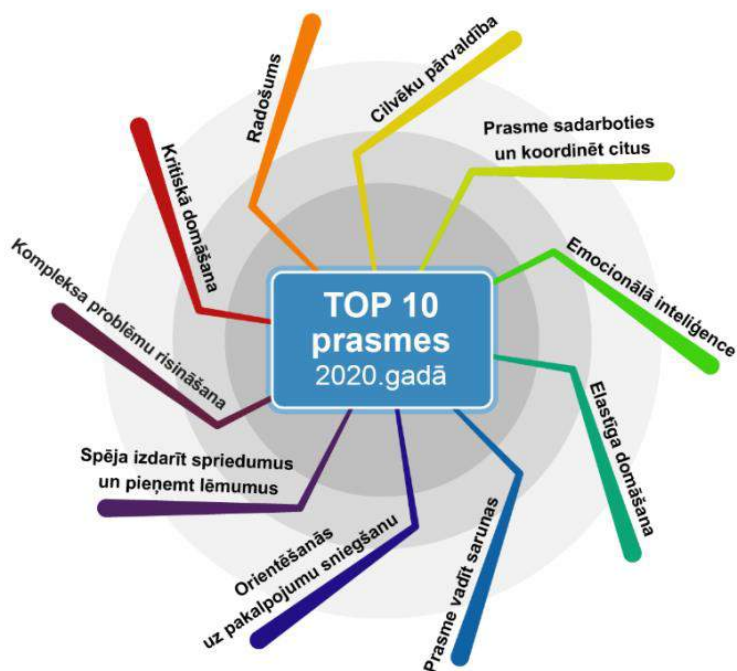 TOP 10
prasmes
2020.gadā
Kompleksa problēmu risināšana
Kritiskā domāšana
Radošums
Cilvēku pārvaldība
Prasme sadarboties
un koordinēt citus
Emocionālā inteliģence
Elastīga domāšana
Prasme vadīt sarunas
Orientēšanās
uz pakalpojumu sniegšanu
Spēja izdarīt spriedumus
un pieņemt lēmumus